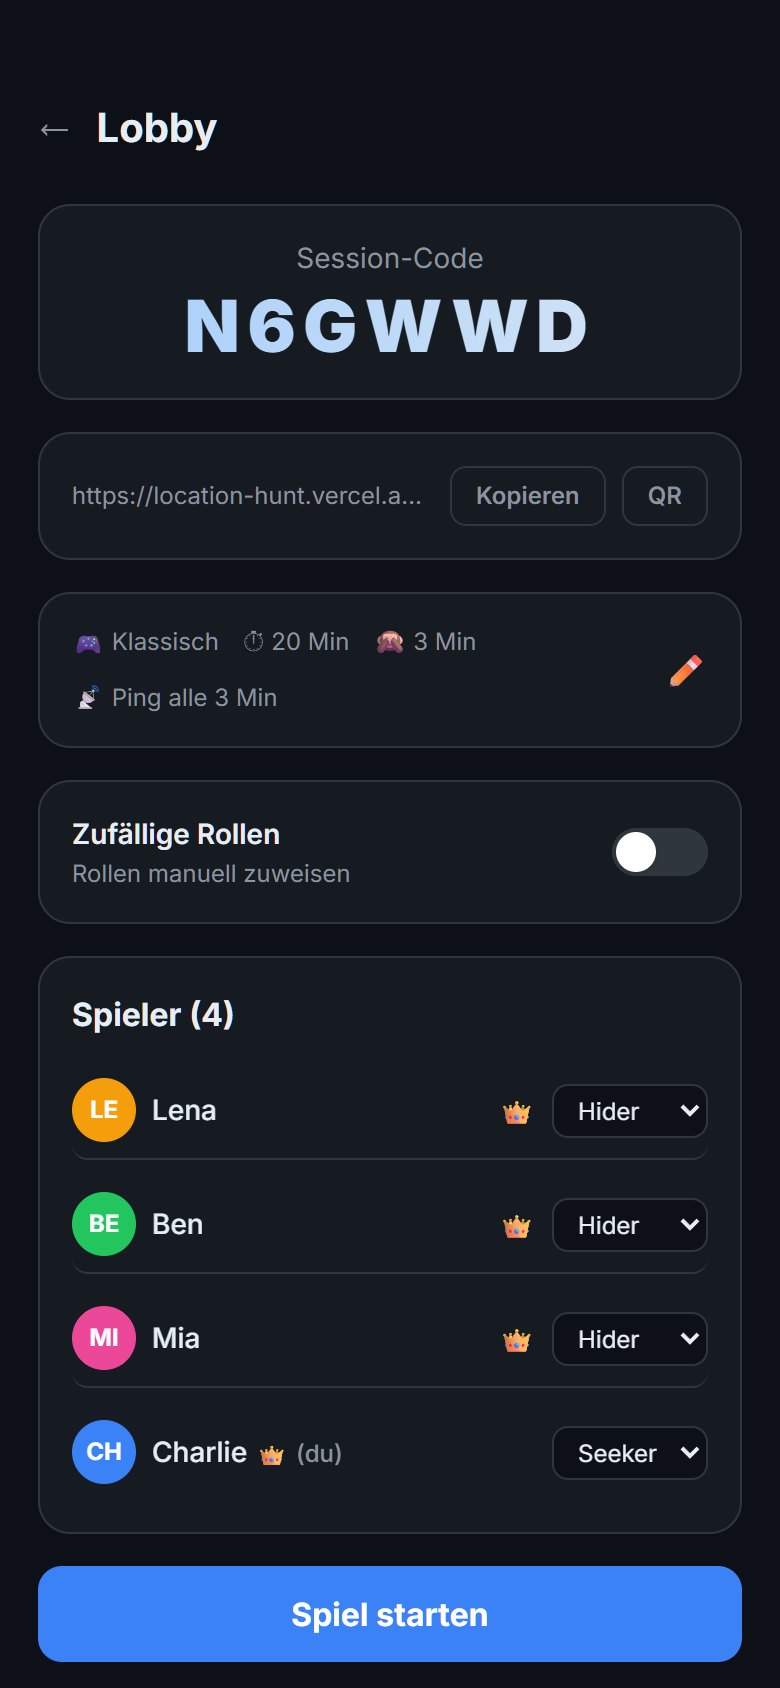 ← Lobby
Session-Code
N6GWWD
https://location-hunt.vercel.a...
Kopieren
QR
Klassisch 20 Min 3 Min
Ping alle 3 Min
Zufällige Rollen
Rollen manuell zuweisen
Spieler (4)
LE Lena Hider
BE Ben Hider
MI Mia Hider
CH Charlie (du) Seeker
Spiel starten